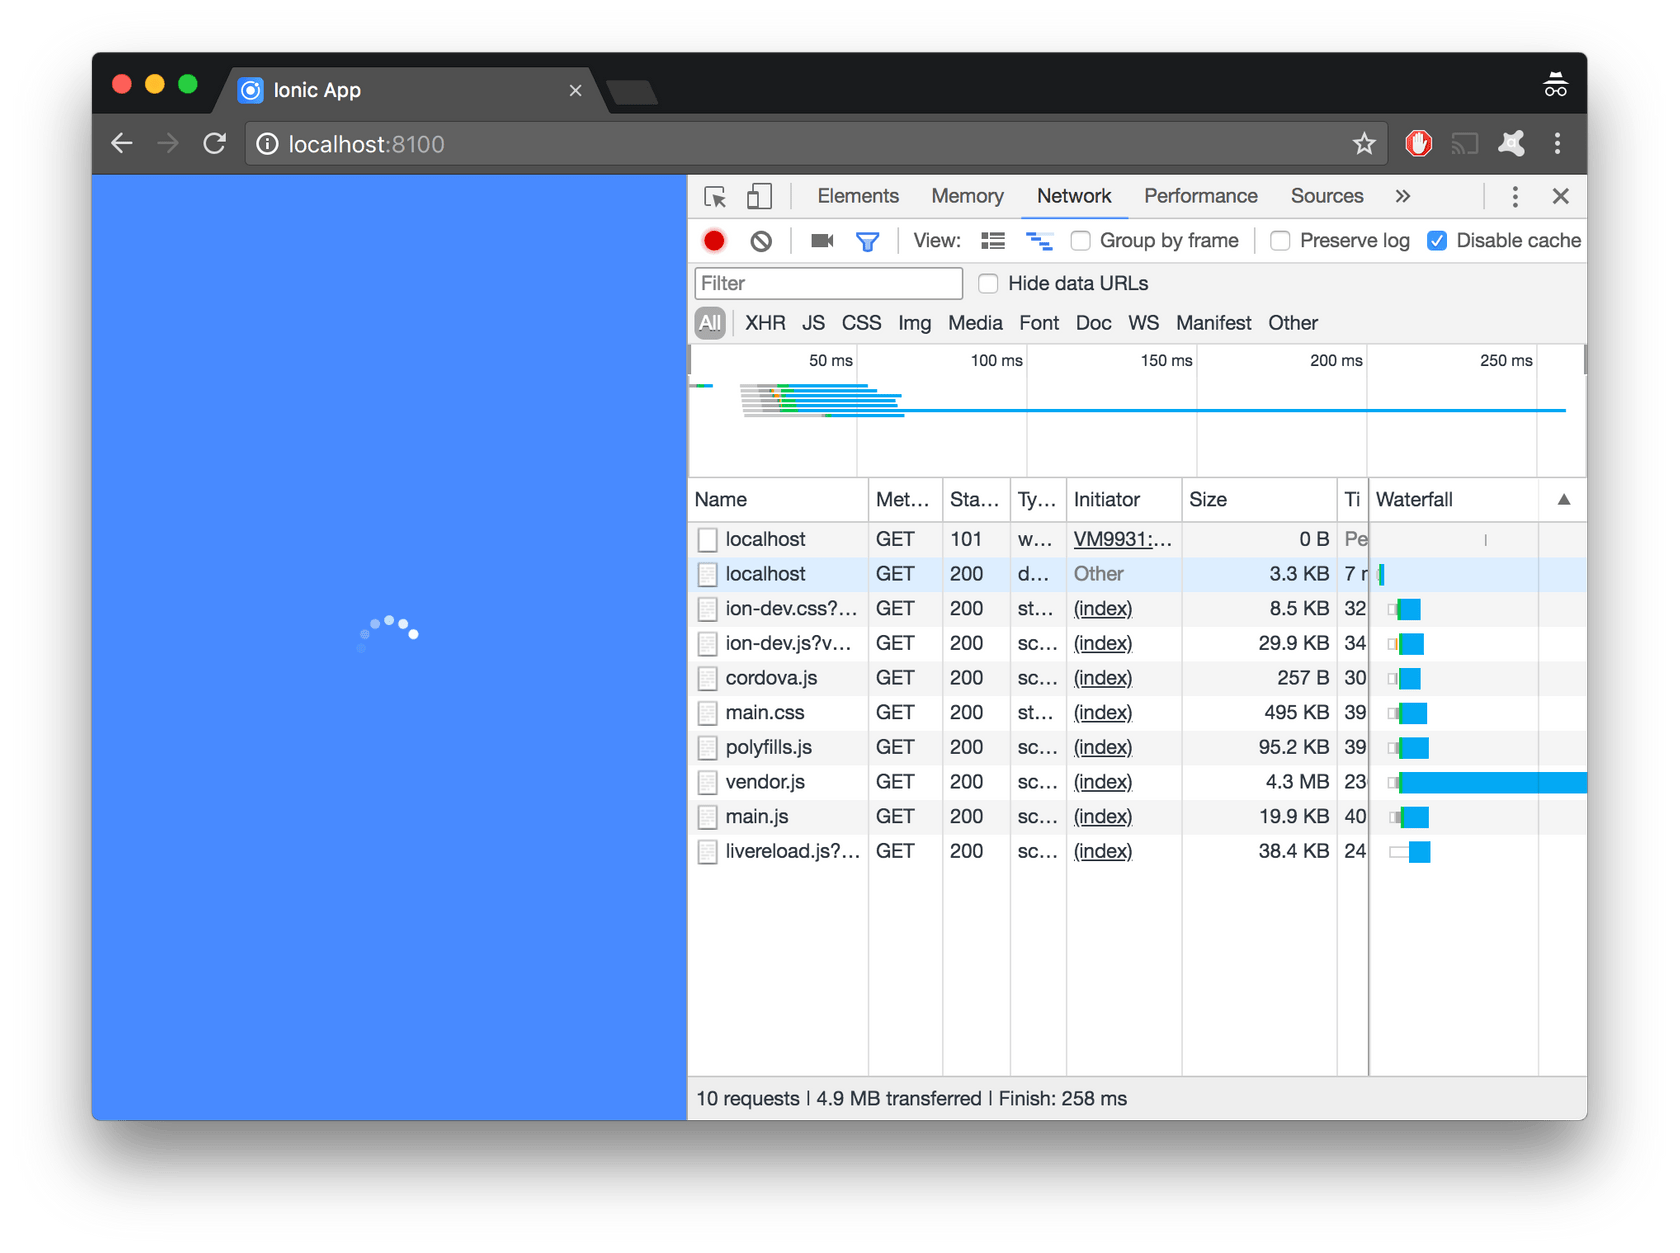 Ionic App
localhost:8100
Elements Memory Network Performance Sources »
View: Group by frame Preserve log Disable cache
Filter Hide data URLs
All XHR JS CSS Img Media Font Doc WS Manifest Other
50 ms 100 ms 150 ms 200 ms 250 ms
Name Met... Sta... Ty... Initiator Size Ti Waterfall
localhost GET 101 w... VM9931:... 0 B Pe
localhost GET 200 d... Other 3.3 KB 7 r
ion-dev.css?... GET 200 st... (index) 8.5 KB 32
ion-dev.js?v... GET 200 sc... (index) 29.9 KB 34
cordova.js GET 200 sc... (index) 257 B 30
main.css GET 200 st... (index) 495 KB 39
polyfills.js GET 200 sc... (index) 95.2 KB 39
vendor.js GET 200 sc... (index) 4.3 MB 23
main.js GET 200 sc... (index) 19.9 KB 40
livereload.js?... GET 200 sc... (index) 38.4 KB 24
10 requests | 4.9 MB transferred | Finish: 258 ms